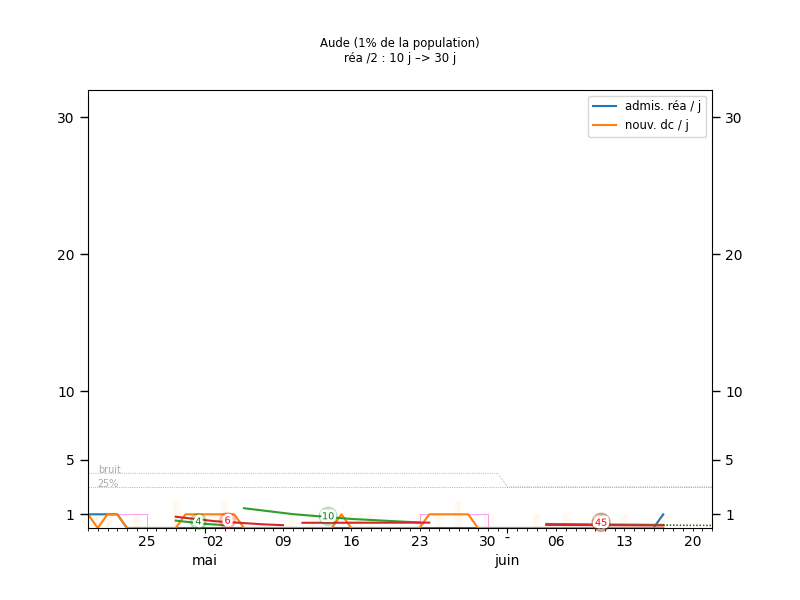 Aude (1% de la population)
réa /2 : 10 j –> 30 j
admis. réa / j
nouv. dc / j
30 30
20 20
10 10
5 5
1 1
bruit
25%
4 6 10 45
25 02 09 16 23 30 06 13 20
mai juin